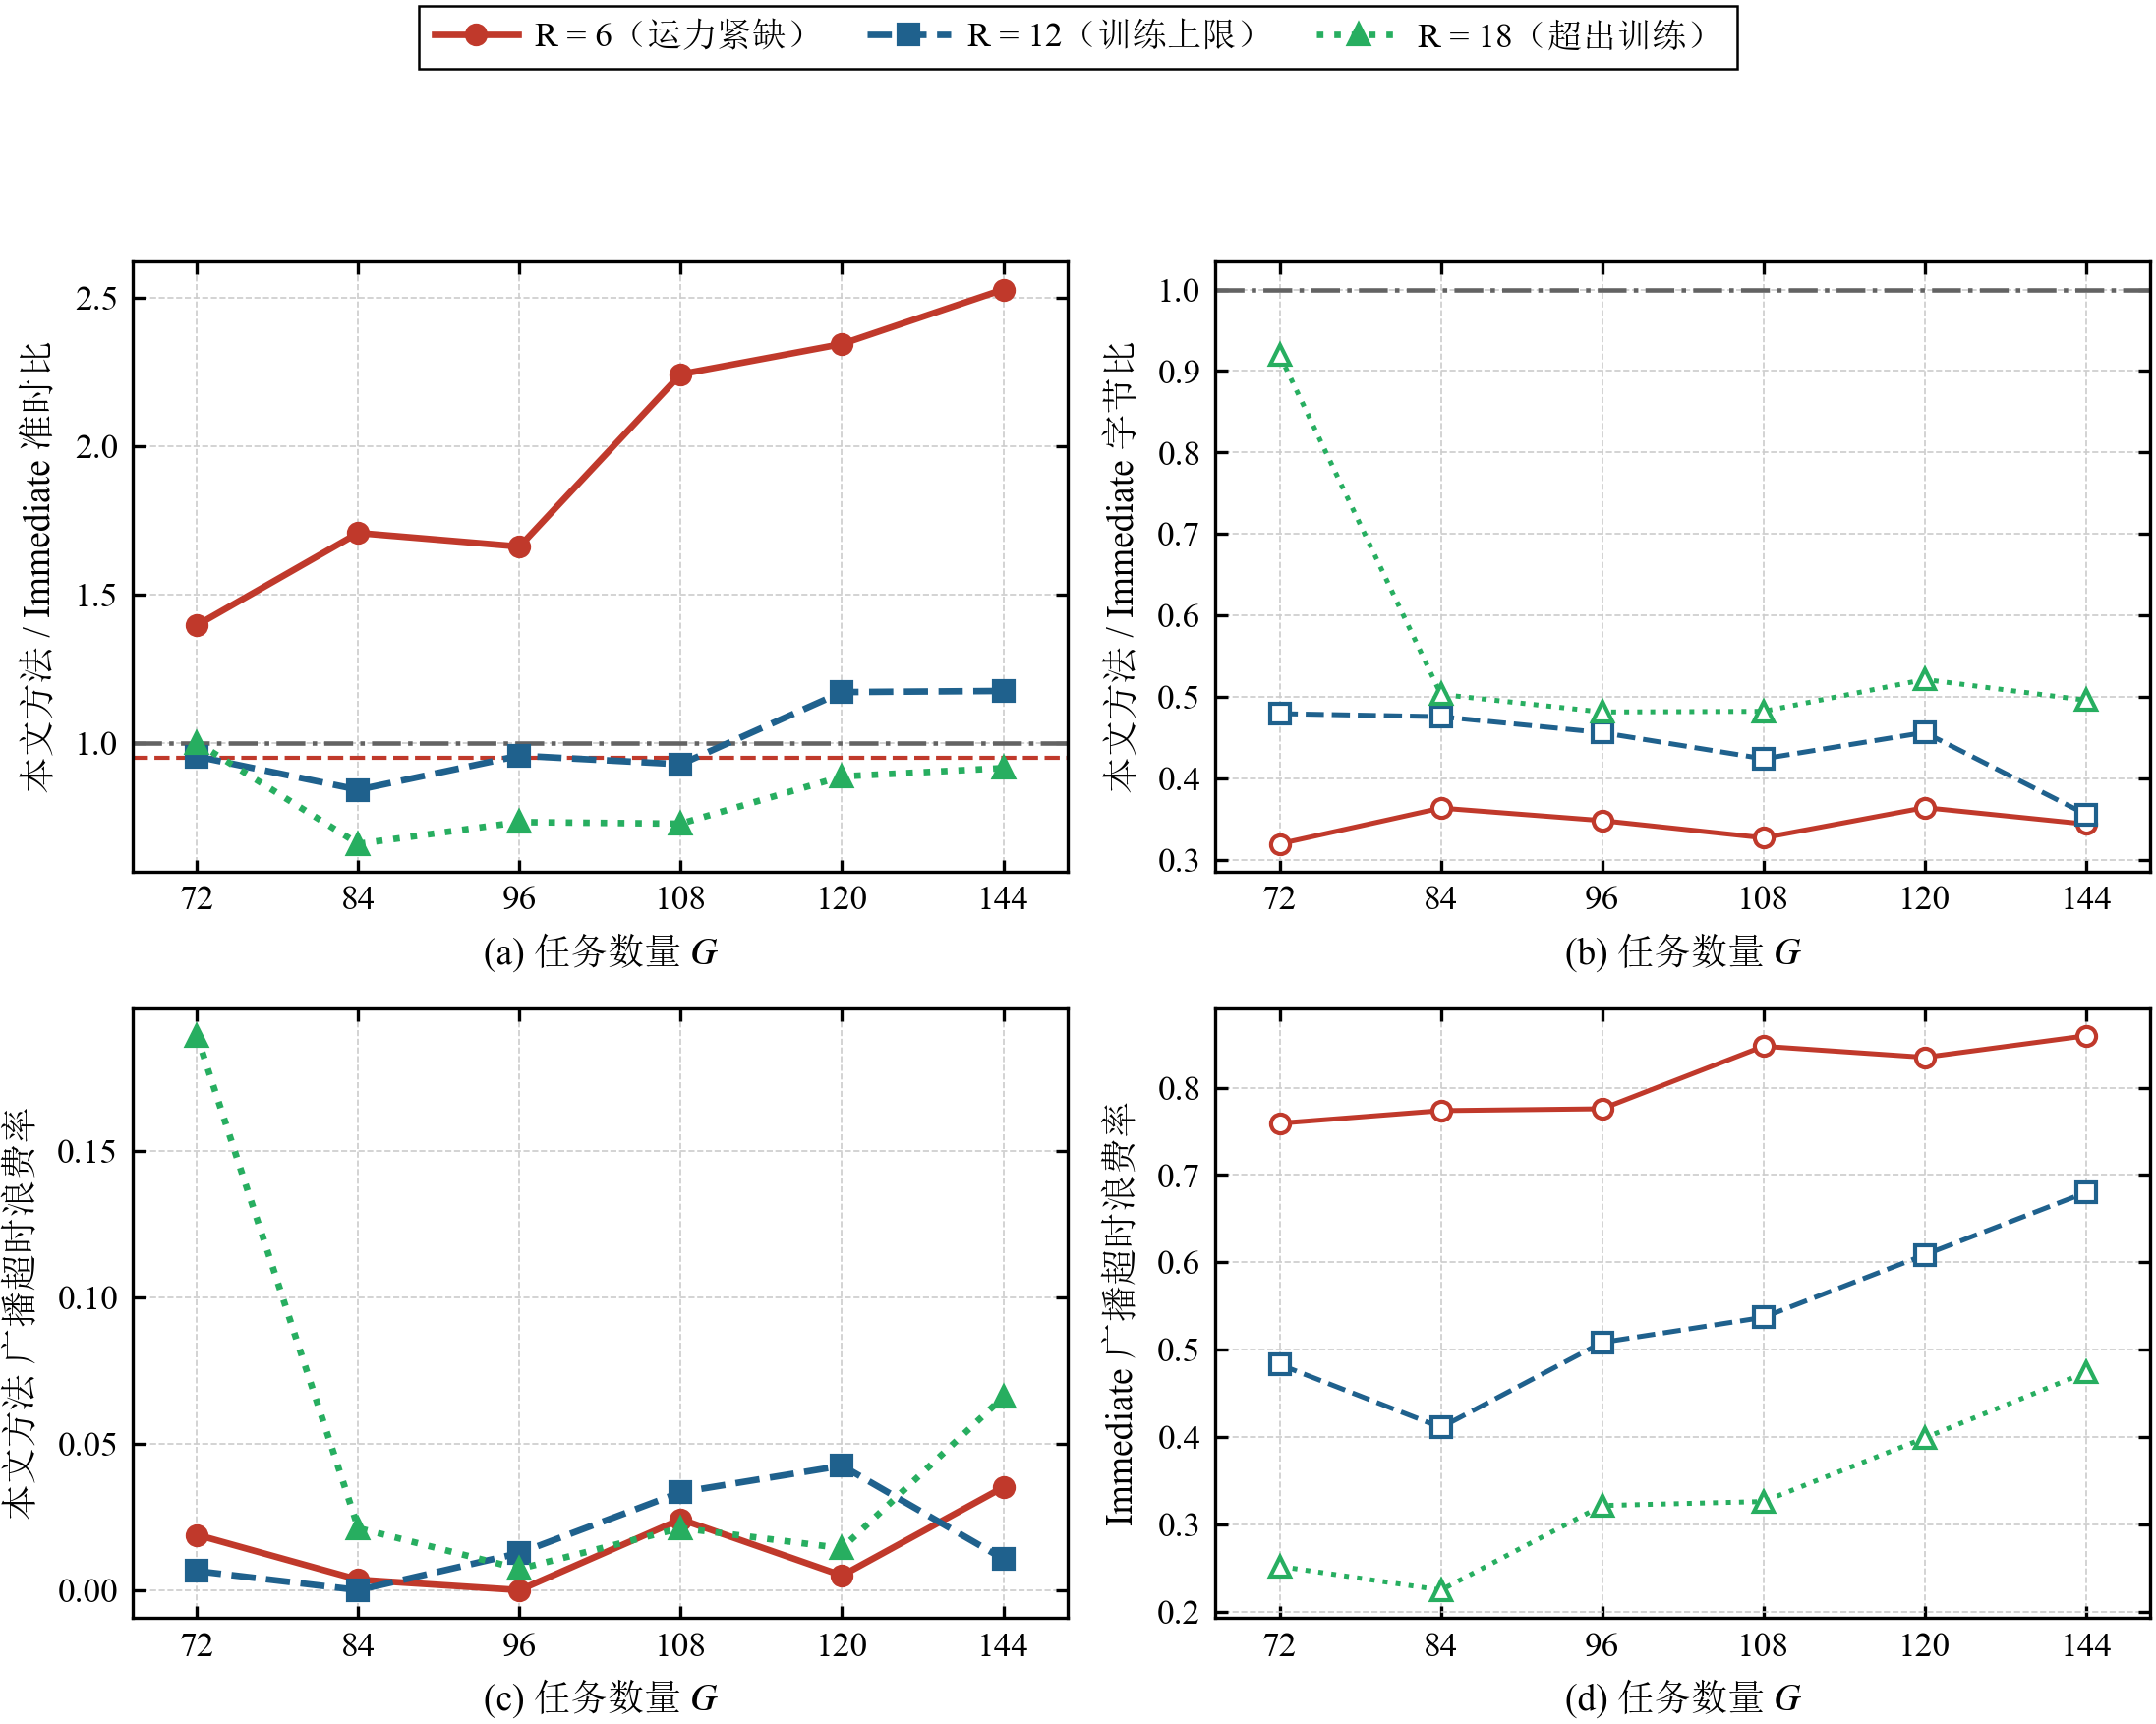 R = 6（运力紧缺） R = 12（训练上限） R = 18（超出训练）
本文方法 / Immediate 准时比
2.5
2.0
1.5
1.0
72 84 96 108 120 144
(a) 任务数量 G
本文方法 / Immediate 字节比
1.0
0.9
0.8
0.7
0.6
0.5
0.4
0.3
72 84 96 108 120 144
(b) 任务数量 G
本文方法 广播超时浪费率
0.15
0.10
0.05
0.00
72 84 96 108 120 144
(c) 任务数量 G
Immediate 广播超时浪费率
0.8
0.7
0.6
0.5
0.4
0.3
0.2
72 84 96 108 120 144
(d) 任务数量 G